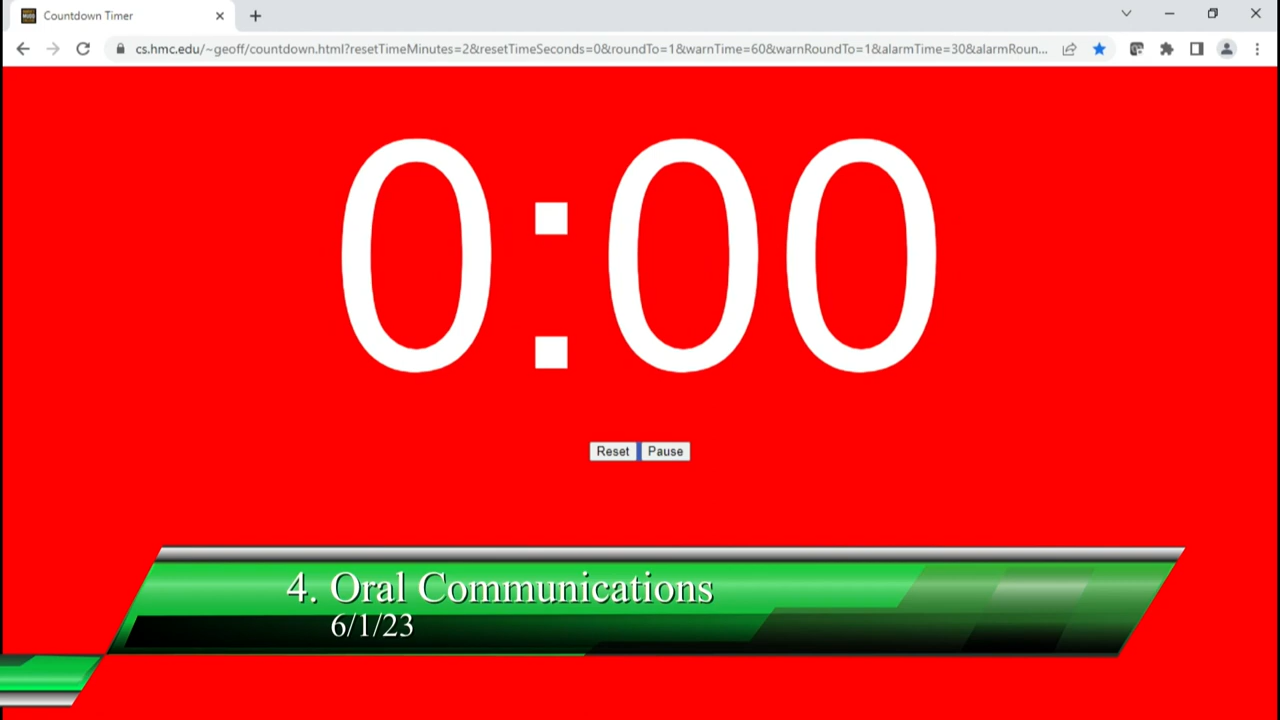 Countdown Timer
cs.hmc.edu/~geoff/countdown.html?resetTimeMinutes=2&resetTimeSeconds=0&roundTo=1&warnTime=60&warnRoundTo=1&alarmTime=30&alarmRoun...
0:00
Reset Pause
4. Oral Communications
6/1/23